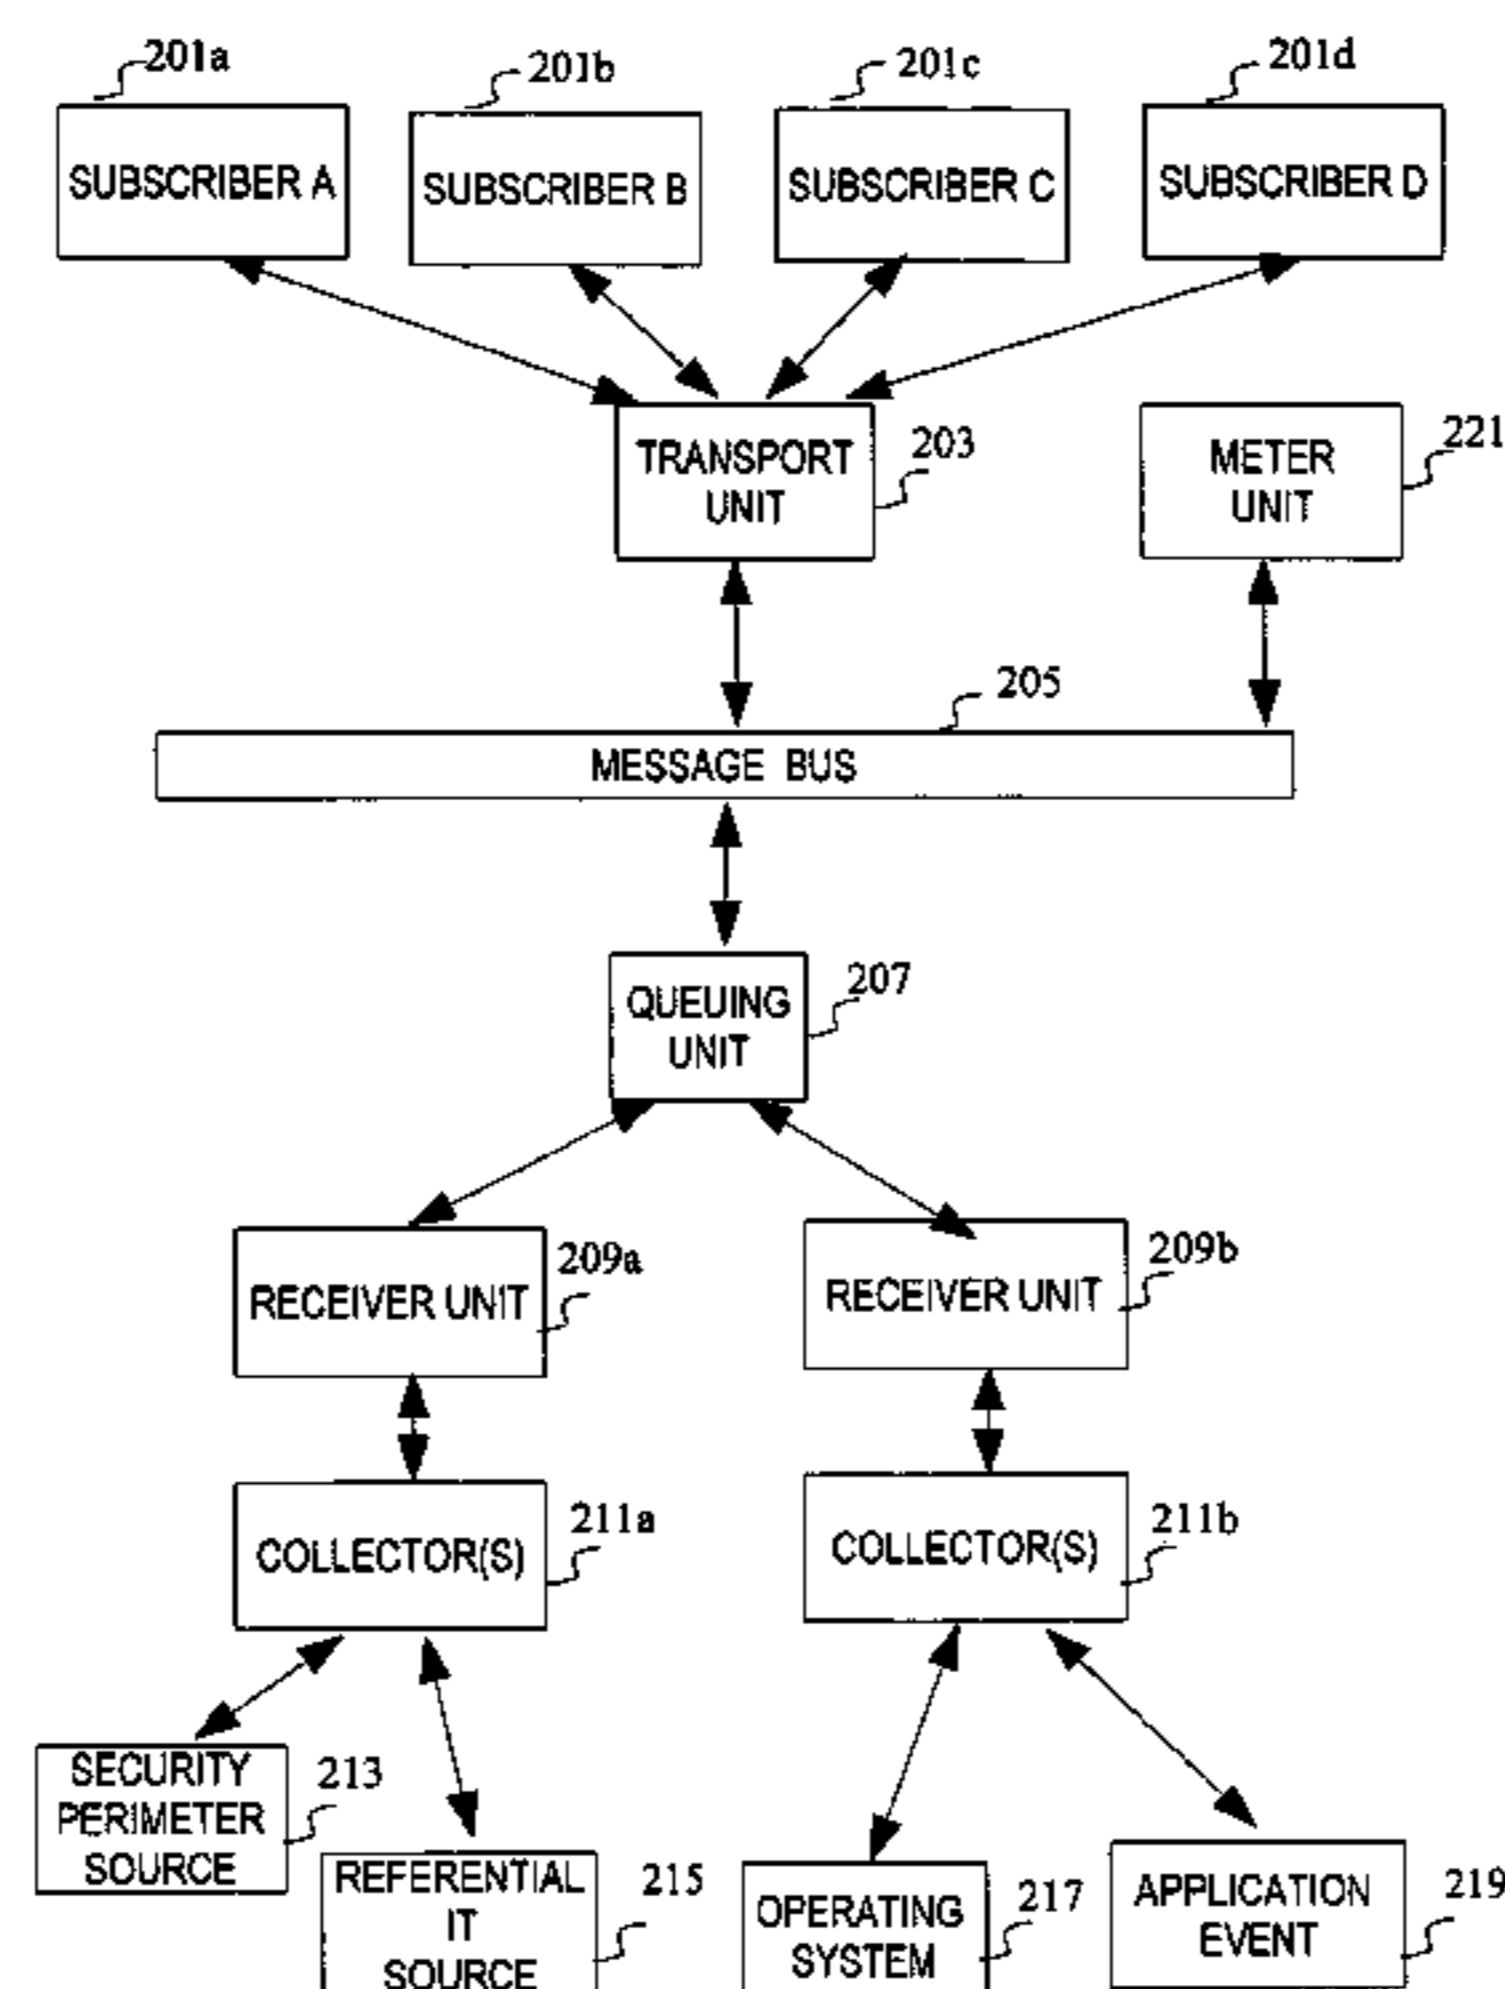 201a
201b
201c
201d
SUBSCRIBER A
SUBSCRIBER B
SUBSCRIBER C
SUBSCRIBER D
TRANSPORT
UNIT
203
METER
UNIT
221
205
MESSAGE BUS
QUEUING
UNIT
207
RECEIVER UNIT
209a
RECEIVER UNIT
209b
COLLECTOR(S)
211a
COLLECTOR(S)
211b
SECURITY
PERIMETER
SOURCE
213
REFERENTIAL
IT
SOURCE
215
OPERATING
SYSTEM
217
APPLICATION
EVENT
219